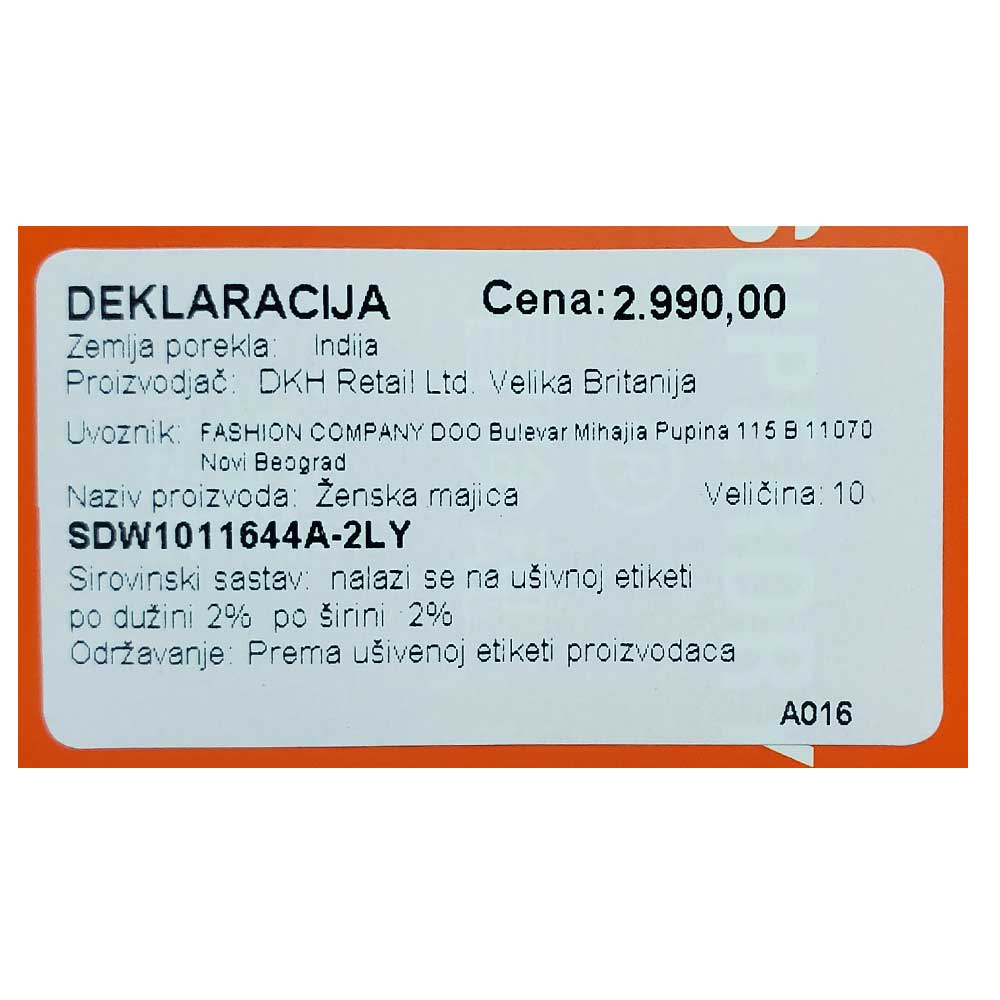 DEKLARACIJA Cena: 2.990,00
Zemlja porekla: Indija
Proizvodjač: DKH Retail Ltd. Velika Britanija
Uvoznik: FASHION COMPANY DOO Bulevar Mihajla Pupina 115 B 11070
Novi Beograd
Naziv proizvoda: Ženska majica Veličina: 10
SDW1011644A-2LY
Sirovinski sastav: nalazi se na ušivnoj etiketi
po dužini 2% po širini 2%
Održavanje: Prema ušivenoj etiketi proizvodaca
A016